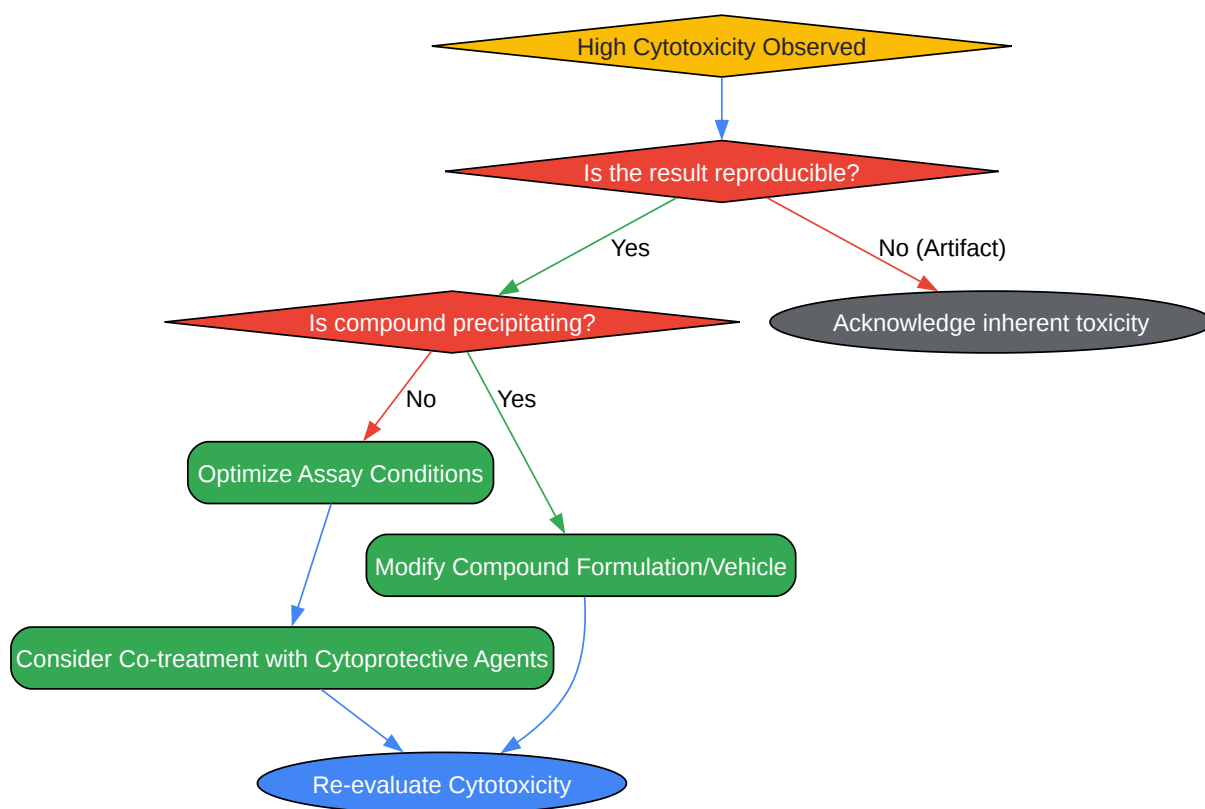 High Cytotoxicity Observed
Is the result reproducible?
Yes
No (Artifact)
Is compound precipitating?
Acknowledge inherent toxicity
No
Yes
Optimize Assay Conditions
Modify Compound Formulation/Vehicle
Consider Co-treatment with Cytoprotective Agents
Re-evaluate Cytotoxicity